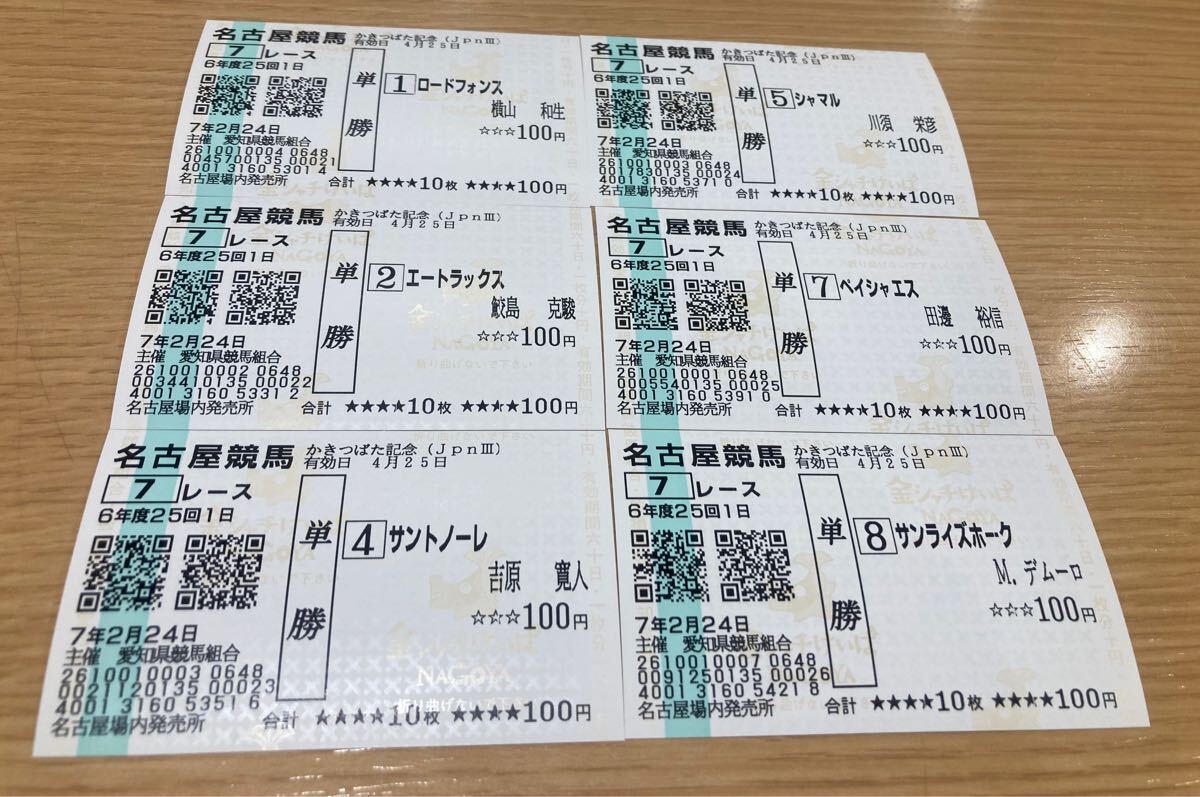 名古屋競馬 かきつばた記念(JpnⅢ)
有効日 4月25日
7 レース
6年度25回1日
単勝
1 ロードフォンス
横山 和生
☆☆☆100円
7年2月24日
主催 愛知県競馬組合
26100100040648
00457001350 00021
4001 3160 5301 4
名古屋場内発売所
合計 ★★★★10枚 ★★★★100円
名古屋競馬 かきつばた記念(JpnⅢ)
有効日 4月25日
7 レース
6年度25回1日
単勝
5 シャマル
川須 栄彦
☆☆☆100円
7年2月24日
主催 愛知県競馬組合
2610010003 0648
0017830135 00024
4001 3160 5371 0
名古屋場内発売所
合計 ★★★★10枚 ★★★★100円
名古屋競馬 かきつばた記念(JpnⅢ)
有効日 4月25日
7 レース
6年度25回1日
単勝
2 エートラックス
鮫島 克駿
☆☆☆100円
7年2月24日
主催 愛知県競馬組合
2610010002 0648
0034410135 00022
4001 3160 5331 2
名古屋場内発売所
合計 ★★★★10枚 ★★★★100円
名古屋競馬 かきつばた記念(JpnⅢ)
有効日 4月25日
7 レース
6年度25回1日
単勝
7 ペイシャエス
田邊 裕信
☆☆☆100円
7年2月24日
主催 愛知県競馬組合
2610010001 0648
0005540135 00025
4001 3160 5391 0
名古屋場内発売所
合計 ★★★★10枚 ★★★★100円
名古屋競馬 かきつばた記念(JpnⅢ)
有効日 4月25日
7 レース
6年度25回1日
単勝
4 サントノーレ
吉原 寛人
☆☆☆100円
7年2月24日
主催 愛知県競馬組合
2610010003 0648
0021120135 00023
4001 3160 5351 6
名古屋場内発売所
合計 ★★★★10枚 ★★★★100円
名古屋競馬 かきつばた記念(JpnⅢ)
有効日 4月25日
7 レース
6年度25回1日
単勝
8 サンライズホーク
M.デムーロ
☆☆☆100円
7年2月24日
主催 愛知県競馬組合
2610010007 0648
0091250135 00026
4001 3160 5421 8
名古屋場内発売所
合計 ★★★★10枚 ★★★★100円